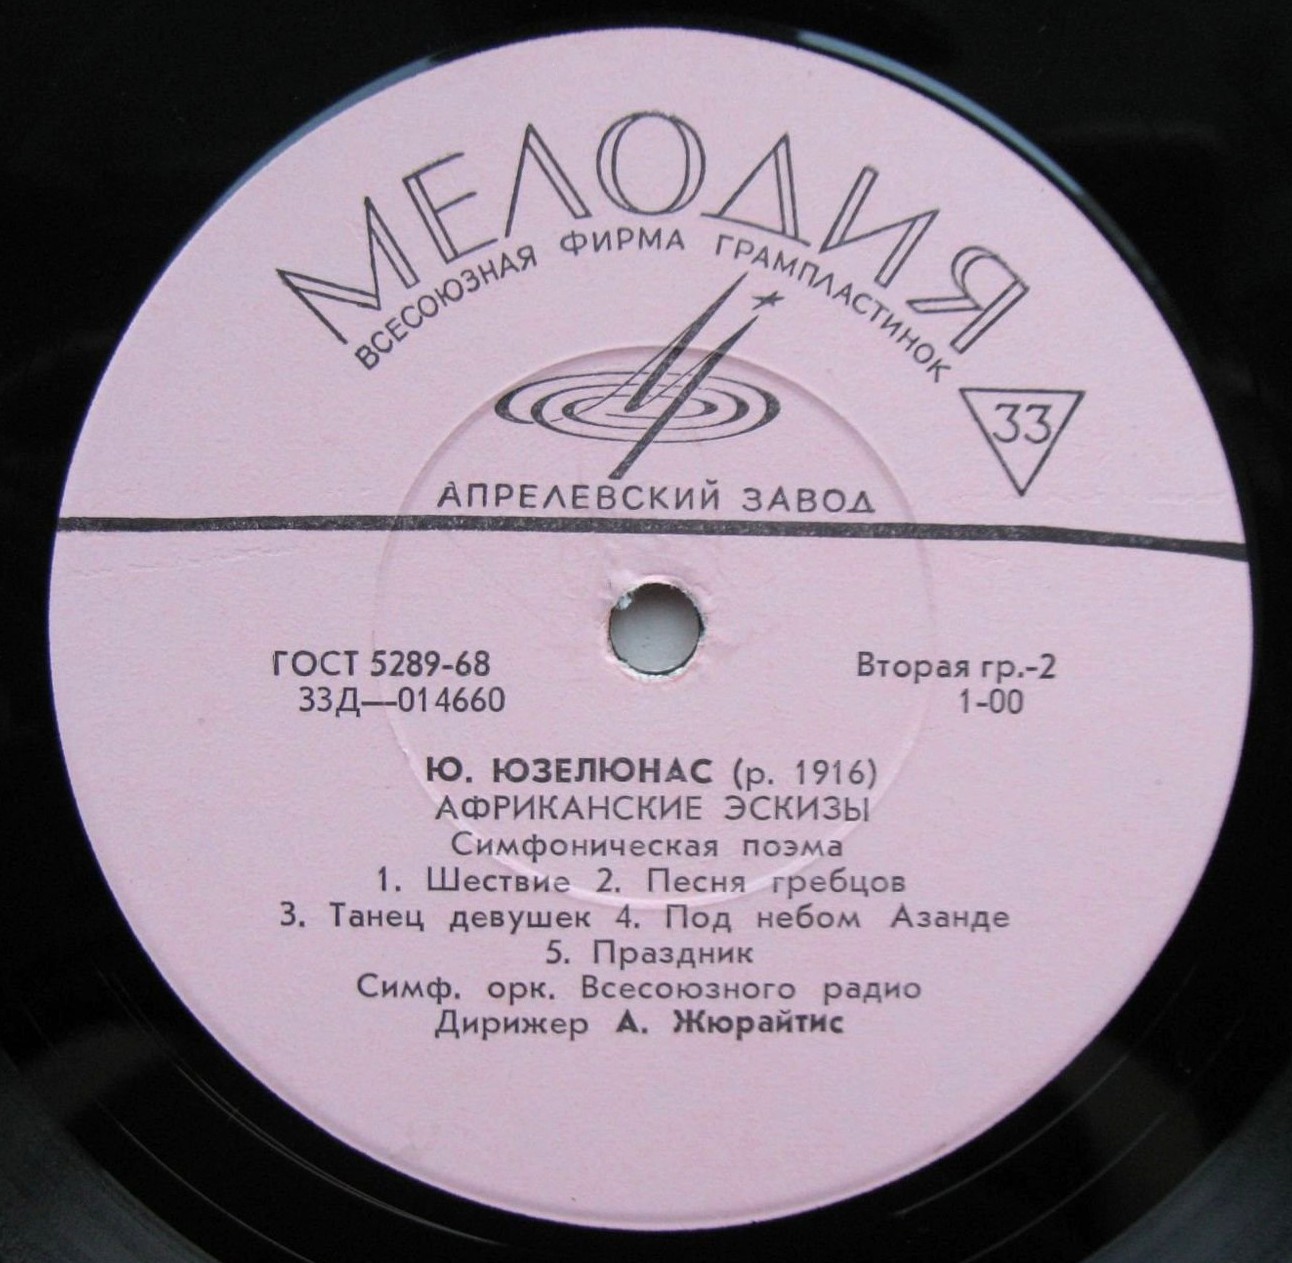 МЕЛОДИЯ
ВСЕСОЮЗНАЯ ФИРМА ГРАМПЛАСТИНОК
33
АПРЕЛЕВСКИЙ ЗАВОД
ГОСТ 5289-68
33Д—014660
Вторая гр.-2
1-00
Ю. ЮЗЕЛЮНАС (р. 1916)
АФРИКАНСКИЕ ЭСКИЗЫ
Симфоническая поэма
1. Шествие 2. Песня гребцов
3. Танец девушек 4. Под небом Азанде
5. Праздник
Симф. орк. Всесоюзного радио
Дирижер А. Жюрайтис